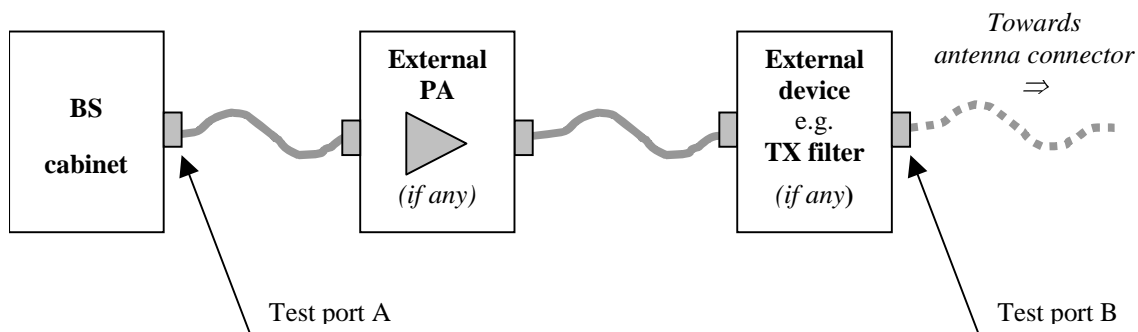 BS
cabinet
External
PA
(if any)
External
device
e.g.
TX filter
(if any)
Towards
antenna connector
⇒
Test port A
Test port B